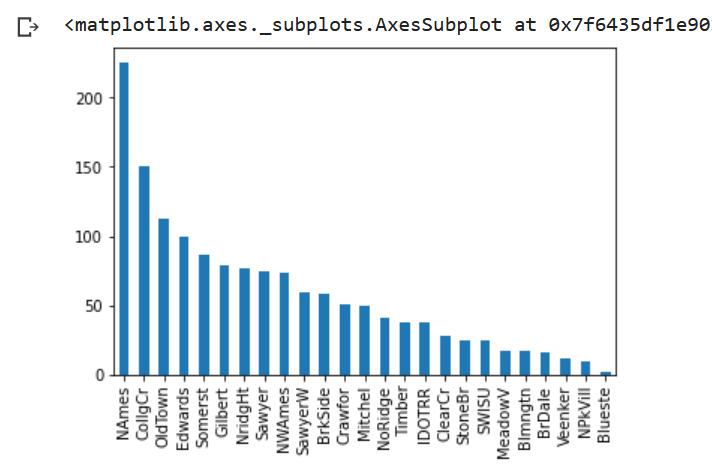 <matplotlib.axes._subplots.AxesSubplot at 0x7f6435df1e90
200
150
100
50
0
NAmes
CollgCr
OldTown
Edwards
Somerst
Gilbert
NridgHt
Sawyer
NWAmes
SawyerW
BrkSide
Crawfor
Mitchel
NoRidge
Timber
IDOTRR
ClearCr
StoneBr
SWISU
MeadowV
Blmngtn
BrDale
Veenker
NPkVill
Blueste